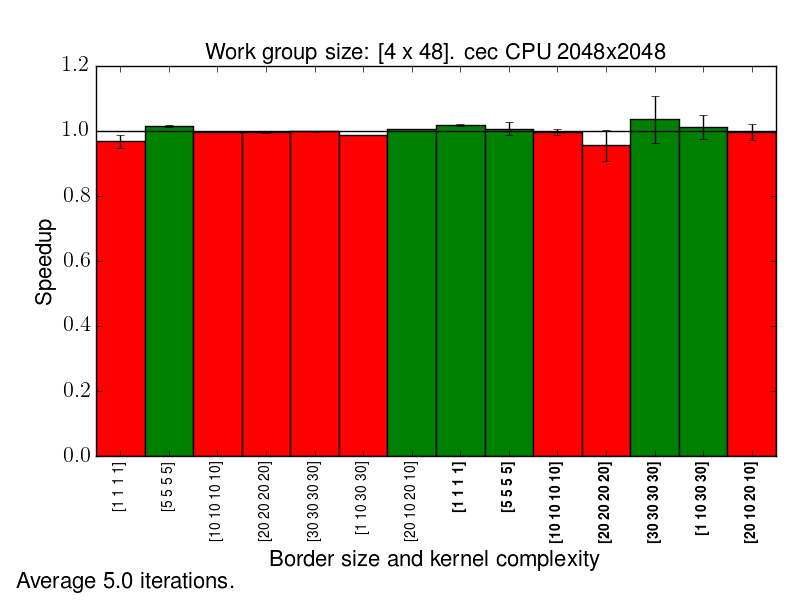 Work group size: [4 x 48]. cec CPU 2048x2048
1.2
1.0
0.8
0.6
0.4
0.2
0.0
Speedup
[1 1 1 1]
[5 5 5 5]
[10 10 10 10]
[20 20 20 20]
[30 30 30 30]
[1 10 30 30]
[20 10 20 10]
[1 1 1 1]
[5 5 5 5]
[10 10 10 10]
[20 20 20 20]
[30 30 30 30]
[1 10 30 30]
[20 10 20 10]
Border size and kernel complexity
Average 5.0 iterations.